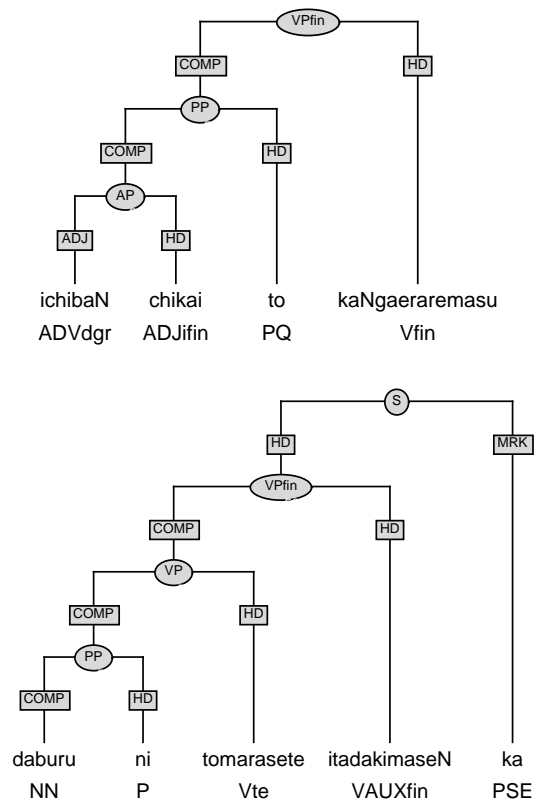 VPfin
COMP HD
PP
COMP HD
AP
ADJ HD
ichibaN chikai to kaNgaeraremasu
ADVdgr ADJifin PQ Vfin
S
HD MRK
VPfin
COMP HD
VP
COMP HD
PP
COMP HD
daburu ni tomarasete itadakimaseN ka
NN P Vte VAUXfin PSE